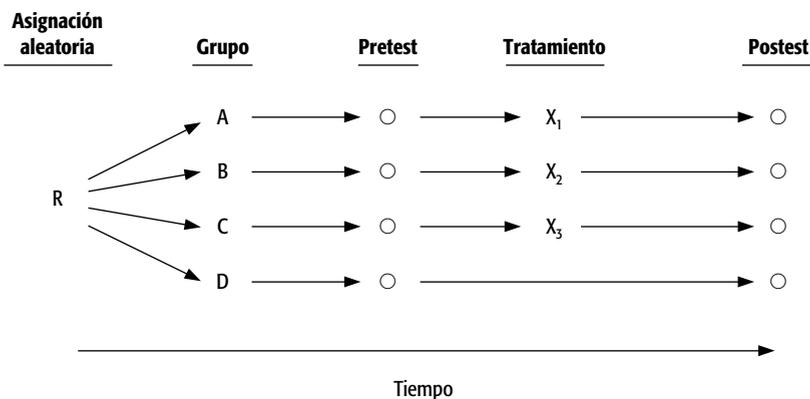 Asignación
aleatoria Grupo Pretest Tratamiento Postest
A X₁
B X₂
R
C X₃
D
Tiempo